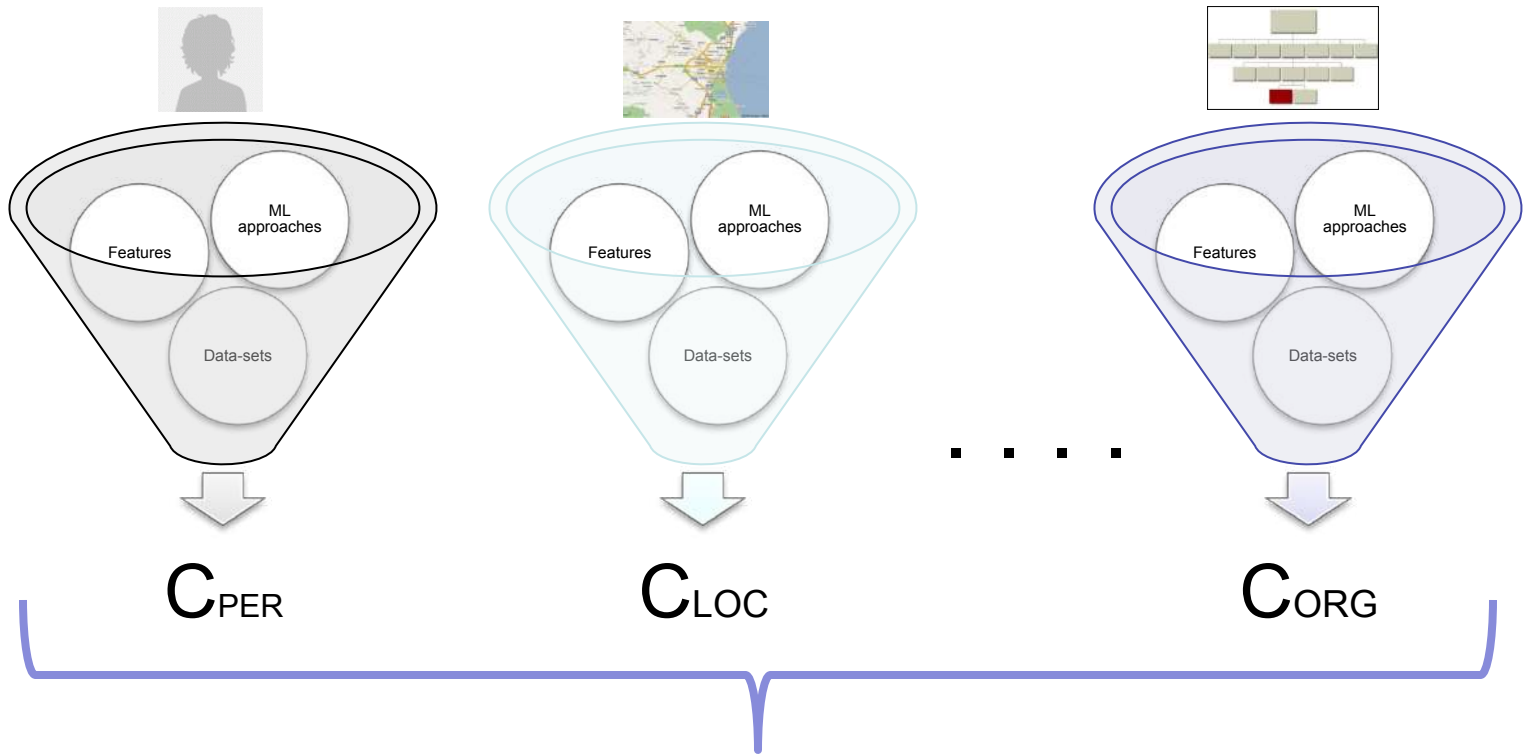 ML
approaches
Features
Data-sets
ML
approaches
Features
Data-sets
ML
approaches
Features
Data-sets
. . . .
CPER
CLOC
CORG